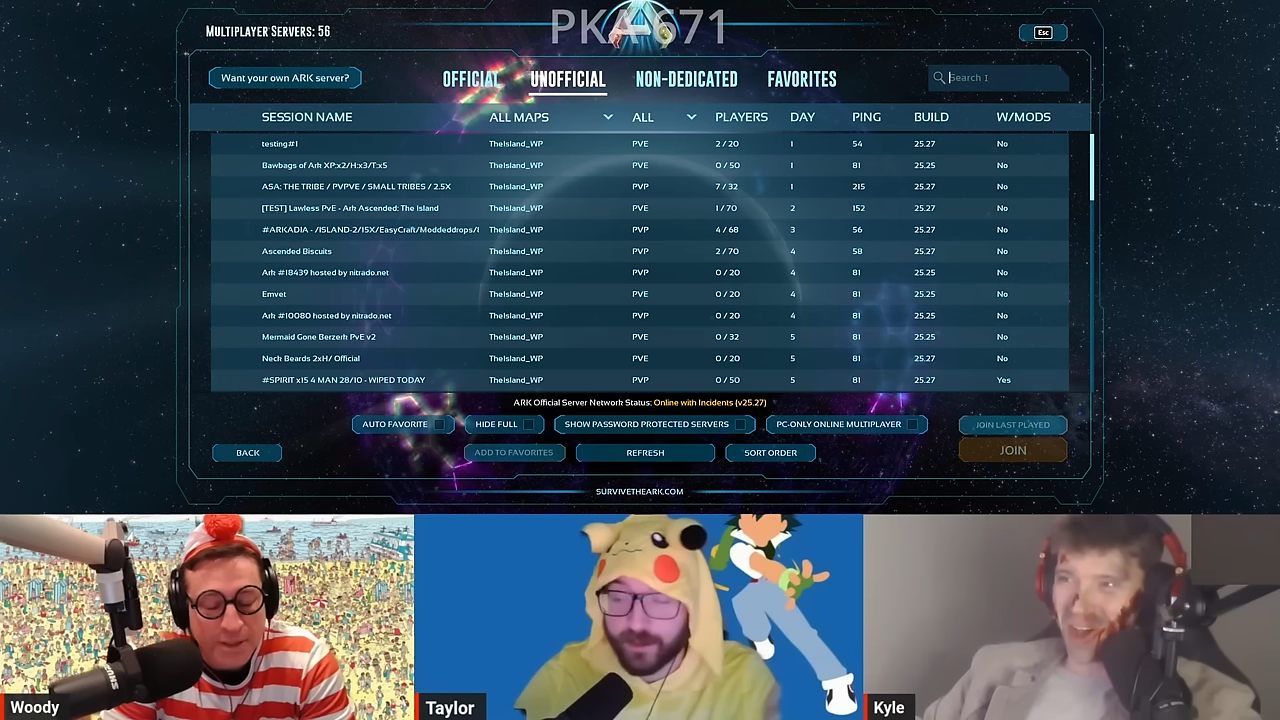 PKA 671
MULTIPLAYER SERVERS: 56
Esc
Want your own ARK server?
OFFICIAL UNOFFICIAL NON-DEDICATED FAVORITES
Search
SESSION NAME ALL MAPS ALL PLAYERS DAY PING BUILD W/MODS
testing#1 TheIsland_WP PVE 2 / 20 1 54 25.27 No
Bawbags of Ark XP:x2/H:x3/T:x5 TheIsland_WP PVE 0 / 50 1 81 25.25 No
ASA: THE TRIBE / PVPVE / SMALL TRIBES / 2.5X TheIsland_WP PVP 7 / 32 1 215 25.27 No
[TEST] Lawless PvE - Ark Ascended: The Island TheIsland_WP PVP 1 / 70 2 152 25.27 No
#ARKADIA - /ISLAND-2/15X/EasyCraft/Moddeddrops/ TheIsland_WP PVP 4 / 68 3 56 25.27 No
Ascended Biscuits TheIsland_WP PVP 2 / 70 4 58 25.27 No
Ark #18439 hosted by nitrado.net TheIsland_WP PVP 0 / 20 4 81 25.25 No
Emvet TheIsland_WP PVE 0 / 20 4 81 25.25 No
Ark #10080 hosted by nitrado.net TheIsland_WP PVP 0 / 20 4 81 25.25 No
Mermaid Gone Berzerk PvE v2 TheIsland_WP PVE 0 / 32 5 81 25.25 No
Neck Beards 2xH/ Official TheIsland_WP PVE 0 / 20 5 81 25.27 No
#SPIRIT x15 4 MAN 28/10 - WIPED TODAY TheIsland_WP PVP 0 / 50 5 81 25.27 Yes
ARK Official Server Network Status: Online with Incidents (v25.27)
AUTO FAVORITE HIDE FULL SHOW PASSWORD PROTECTED SERVERS PC-ONLY ONLINE MULTIPLAYER JOIN LAST PLAYED
BACK ADD TO FAVORITES REFRESH SORT ORDER JOIN
SURVIVETHEARK.COM
Woody
Taylor
Kyle